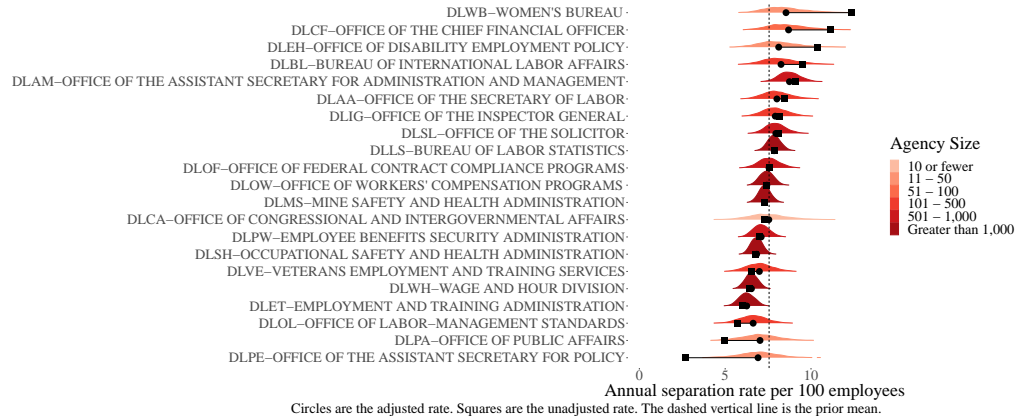 DLWB−WOMEN'S BUREAU
DLCF−OFFICE OF THE CHIEF FINANCIAL OFFICER
DLEH−OFFICE OF DISABILITY EMPLOYMENT POLICY
DLBL−BUREAU OF INTERNATIONAL LABOR AFFAIRS
DLAM−OFFICE OF THE ASSISTANT SECRETARY FOR ADMINISTRATION AND MANAGEMENT
DLAA−OFFICE OF THE SECRETARY OF LABOR
DLIG−OFFICE OF THE INSPECTOR GENERAL
DLSL−OFFICE OF THE SOLICITOR
DLLS−BUREAU OF LABOR STATISTICS
DLOF−OFFICE OF FEDERAL CONTRACT COMPLIANCE PROGRAMS
DLOW−OFFICE OF WORKERS' COMPENSATION PROGRAMS
DLMS−MINE SAFETY AND HEALTH ADMINISTRATION
DLCA−OFFICE OF CONGRESSIONAL AND INTERGOVERNMENTAL AFFAIRS
DLPW−EMPLOYEE BENEFITS SECURITY ADMINISTRATION
DLSH−OCCUPATIONAL SAFETY AND HEALTH ADMINISTRATION
DLVE−VETERANS EMPLOYMENT AND TRAINING SERVICES
DLWH−WAGE AND HOUR DIVISION
DLET−EMPLOYMENT AND TRAINING ADMINISTRATION
DLOL−OFFICE OF LABOR−MANAGEMENT STANDARDS
DLPA−OFFICE OF PUBLIC AFFAIRS
DLPE−OFFICE OF THE ASSISTANT SECRETARY FOR POLICY
0 5 10
Annual separation rate per 100 employees
Circles are the adjusted rate. Squares are the unadjusted rate. The dashed vertical line is the prior mean.
Agency Size
10 or fewer
11 − 50
51 − 100
101 − 500
501 − 1,000
Greater than 1,000